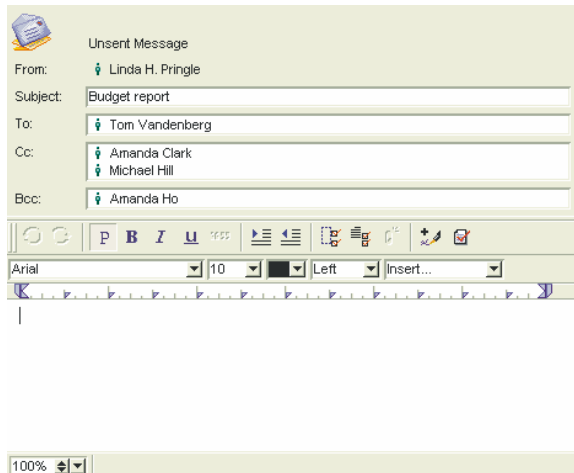 Unsent Message
From: Linda H. Pringle
Subject: Budget report
To: Tom Vandenberg
Cc: Amanda Clark
Michael Hill
Bcc: Amanda Ho
P B I U
Arial 10 Left Insert...
100%